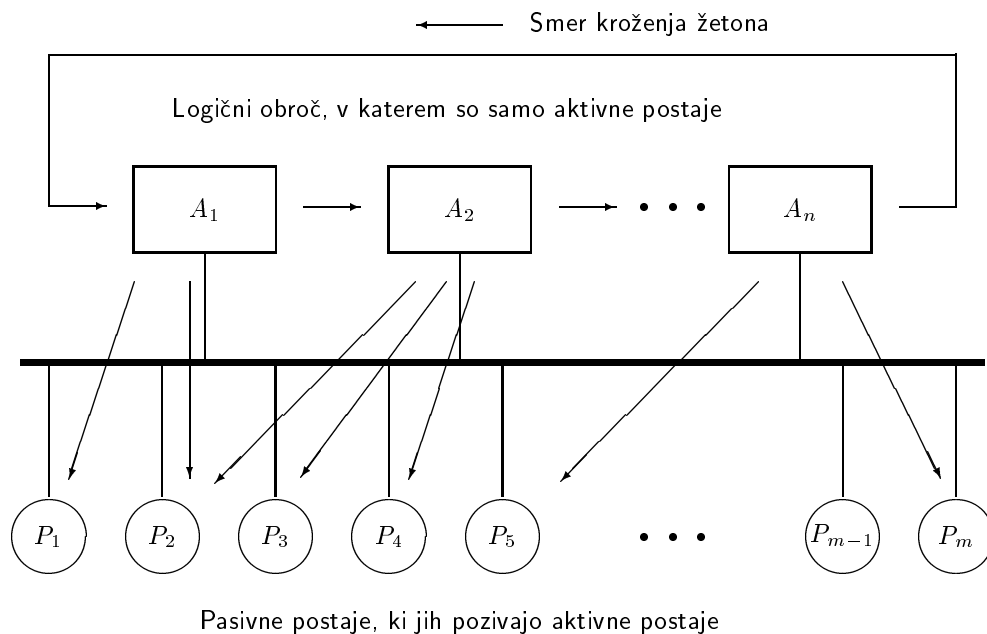 Smer kroženja žetona
Logični obroč, v katerem so samo aktivne postaje
A₁ A₂ • • • Aₙ
P₁ P₂ P₃ P₄ P₅ • • • Pₘ₋₁ Pₘ
Pasivne postaje, ki jih pozivajo aktivne postaje